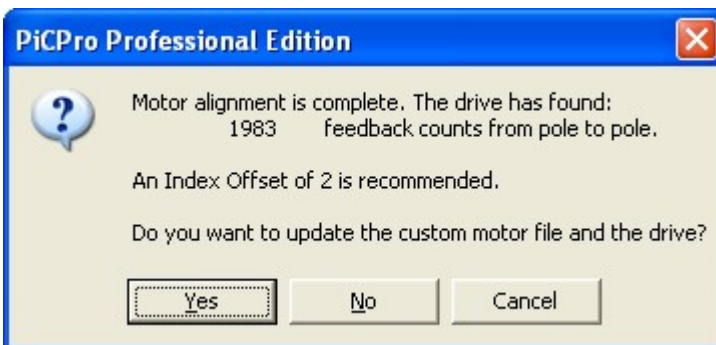 PiCPro Professional Edition
Motor alignment is complete. The drive has found:
1983 feedback counts from pole to pole.
An Index Offset of 2 is recommended.
Do you want to update the custom motor file and the drive?
Yes No Cancel